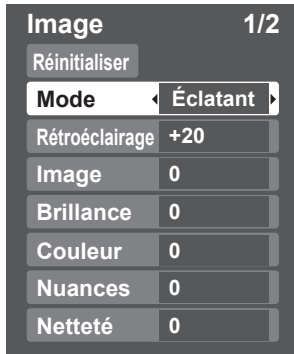 Image 1/2
Réinitialiser
Mode Éclatant
Rétroéclairage +20
Image 0
Brillance 0
Couleur 0
Nuances 0
Netteté 0